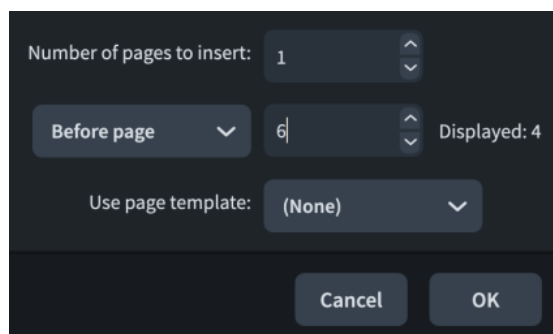 Number of pages to insert: 1
Before page 6 Displayed: 4
Use page template: (None)
Cancel OK